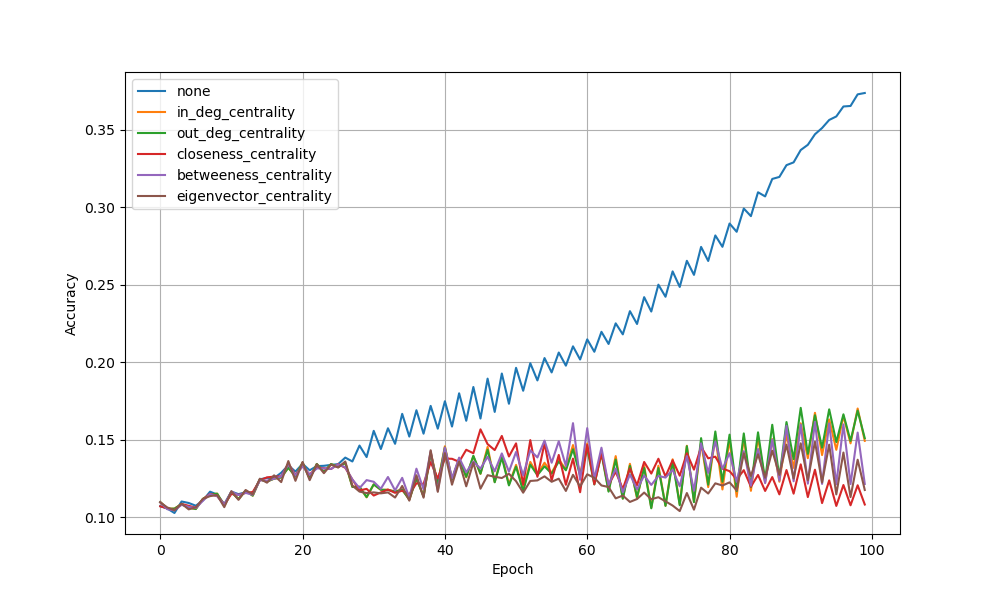 none
in_deg_centrality
out_deg_centrality
closeness_centrality
betweeness_centrality
eigenvector_centrality
Accuracy
0.35
0.30
0.25
0.20
0.15
0.10
0 20 40 60 80 100
Epoch